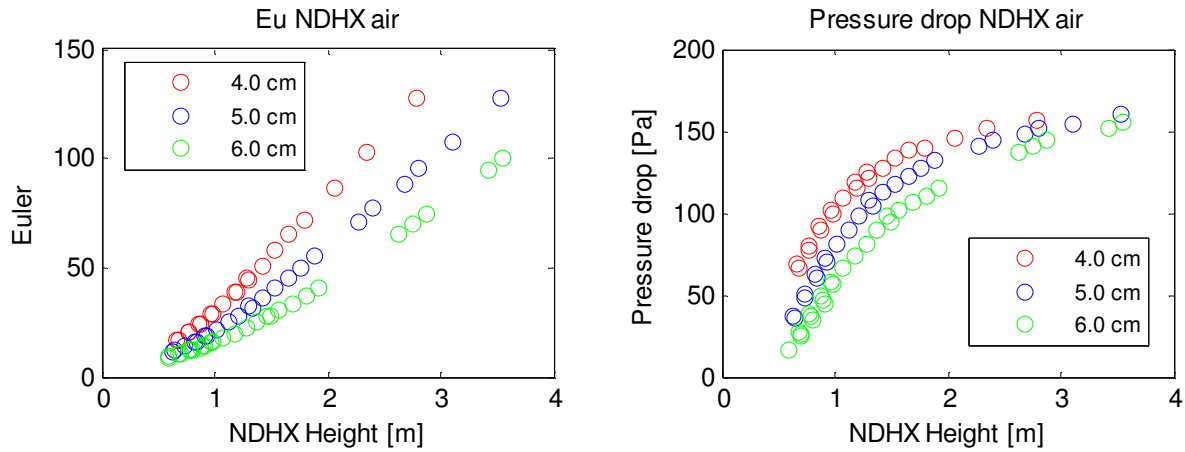 Eu NDHX air
150
100
50
0
Euler
4.0 cm
5.0 cm
6.0 cm
0 1 2 3 4
NDHX Height [m]
Pressure drop NDHX air
200
150
100
50
0
Pressure drop [Pa]
4.0 cm
5.0 cm
6.0 cm
0 1 2 3 4
NDHX Height [m]